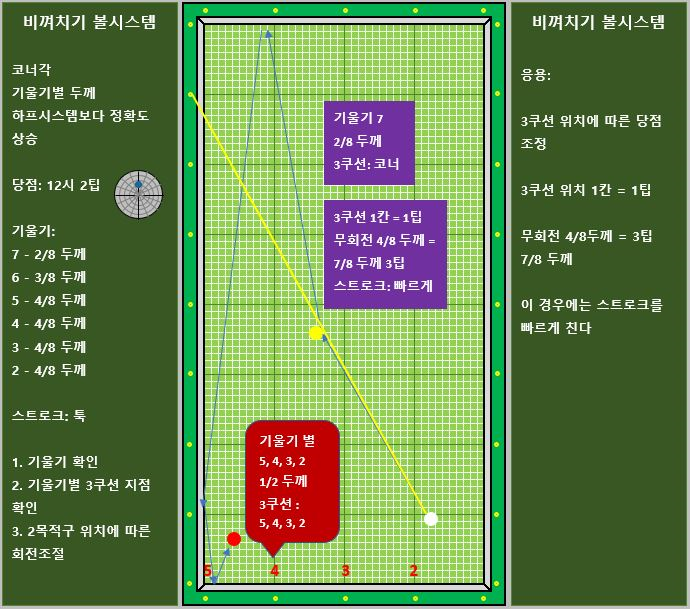 비껴치기 볼시스템
코너각
기울기별 두께
하프시스템보다 정확도
상승
당점: 12시 2팁
기울기:
7 - 2/8 두께
6 - 3/8 두께
5 - 4/8 두께
4 - 4/8 두께
3 - 4/8 두께
2 - 4/8 두께
스트로크: 툭
1. 기울기 확인
2. 기울기별 3쿠션 지점
확인
3. 2목적구 위치에 따른
회전조절
기울기 7
2/8 두께
3쿠션: 코너
3쿠션 1칸 = 1팁
무회전 4/8 두께 =
7/8 두께 3팁
스트로크: 빠르게
기울기 별
5, 4, 3, 2
1/2 두께
3쿠션 :
5, 4, 3, 2
5 4 3 2
비껴치기 볼시스템
응용:
3쿠션 위치에 따른 당점
조정
3쿠션 위치 1칸 = 1팁
무회전 4/8두께 = 3팁
7/8 두께
이 경우에는 스트로크를
빠르게 친다